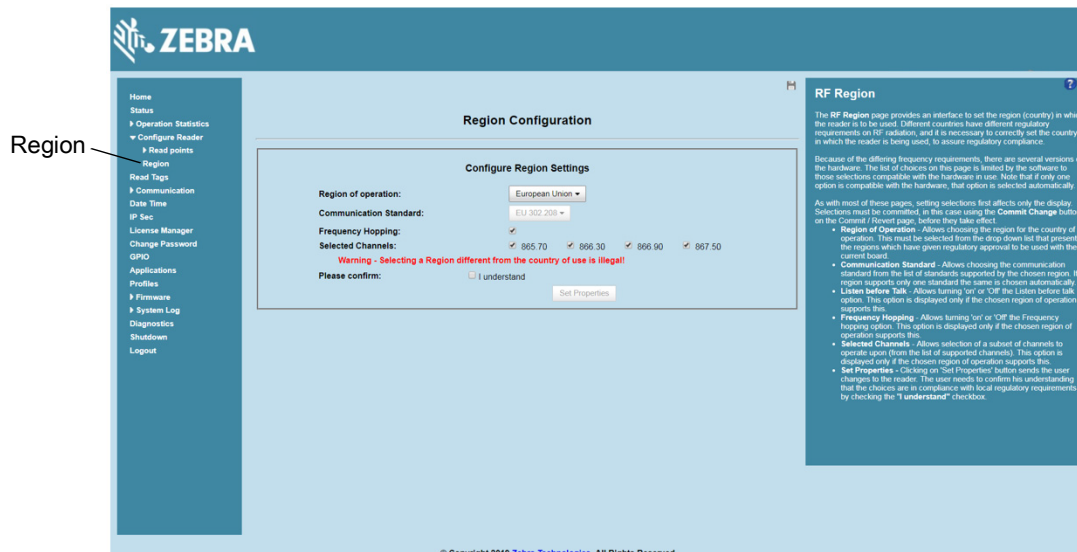 ZEBRA
Region
Home
Status
Operation Statistics
Configure Reader
Read points
Region
Read Tags
Communication
Date Time
IP Sec
License Manager
Change Password
GPIO
Applications
Profiles
Firmware
System Log
Diagnostics
Shutdown
Logout
Region Configuration
Configure Region Settings
Region of operation: European Union
Communication Standard: EU 302.208
Frequency Hopping:
Selected Channels: 865.70 866.30 866.90 867.50
Warning - Selecting a Region different from the country of use is illegal!
Please confirm: I understand
Set Properties
?
RF Region
The RF Region page provides an interface to set the region (country) in which
the reader is to be used. Different countries have different regulatory
requirements on RF radiation, and it is necessary to correctly set the country
in which the reader is being used, to assure regulatory compliance.
Because of the differing frequency requirements, there are several versions
the hardware. The list of choices on this page is limited by the software to
those selections compatible with the hardware in use. Note that if only one
option is compatible with the hardware, that option is selected automatically.
As with most of these pages, setting selections first affects only the display.
Selections must be committed, in this case using the Commit Change button
on the Commit / Revert page, before they take effect.
• Region of Operation - Allows choosing the region for the country of
operation. This must be selected from the drop down list that present
the regions which have given regulatory approval to be used with the
current board.
• Communication Standard - Allows choosing the communication
standard from the list of standards supported by the chosen region. If
region supports only one standard the same is chosen automatically.
• Listen before Talk - Allows turning 'on' or 'Off' the Listen before talk
option. This option is displayed only if the chosen region of operation
supports this.
• Frequency Hopping - Allows turning 'on' or 'Off' the Frequency
hopping option. This option is displayed only if the chosen region of
operation supports this.
• Selected Channels - Allows selection of a subset of channels to
operate upon (from the list of supported channels). This option is
displayed only if the chosen region of operation supports this.
• Set Properties - Clicking on 'Set Properties' button sends the user
changes to the reader. The user needs to confirm his understanding
that the choices are in compliance with local regulatory requirements
by checking the "I understand" checkbox.